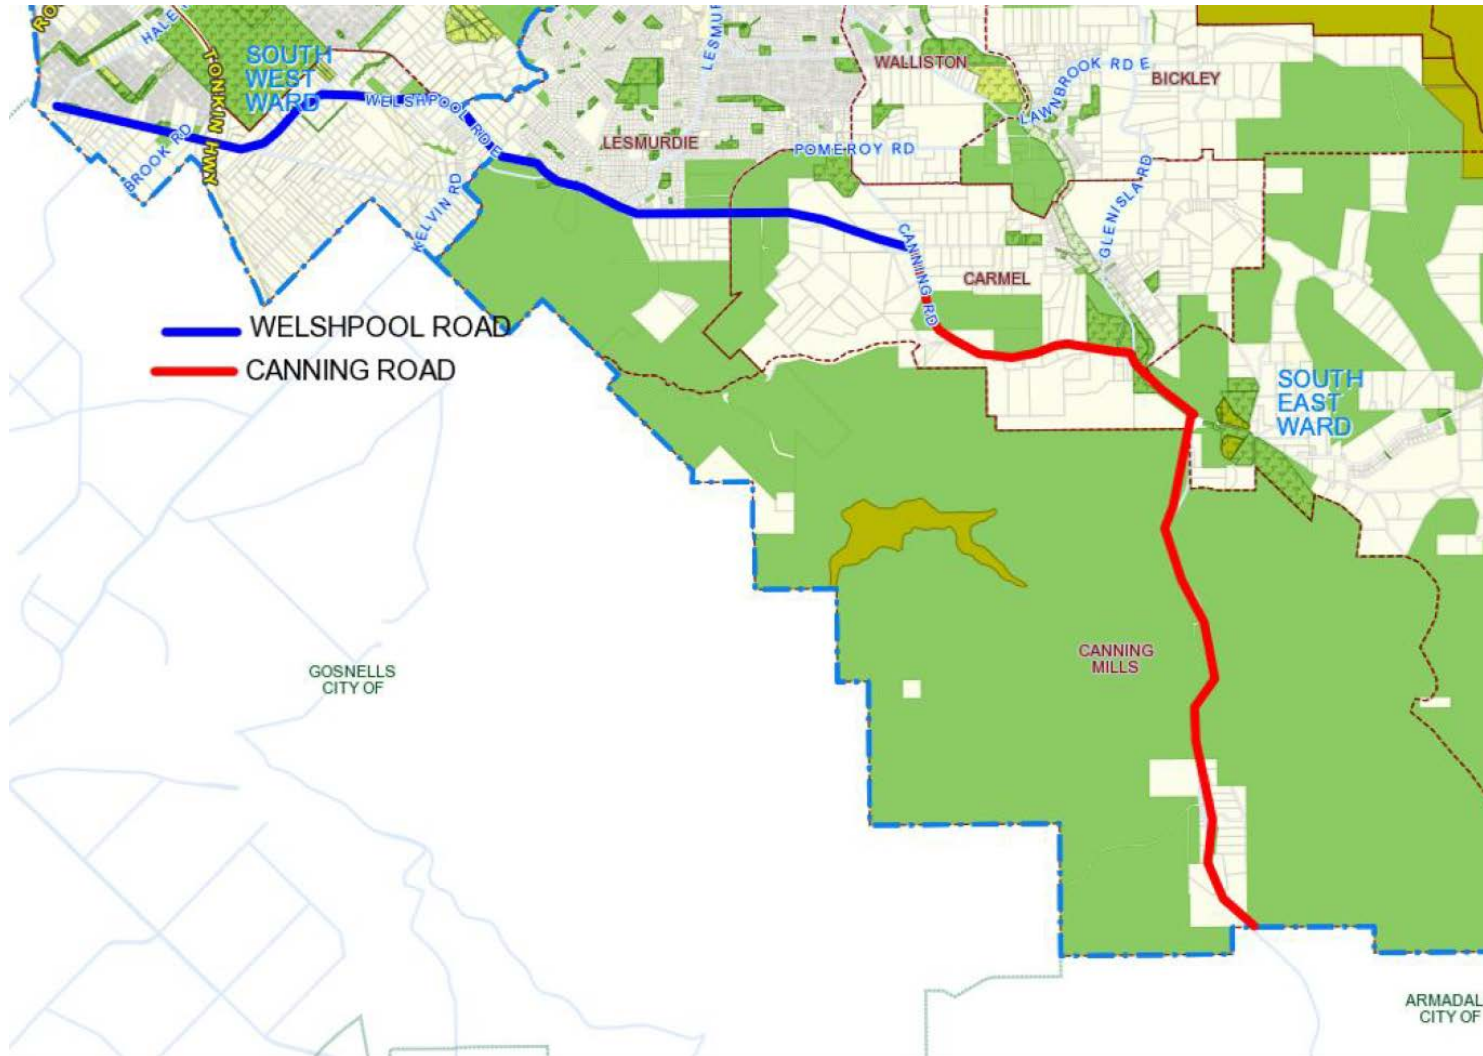 RO
HALE
TONKIN HWY
SOUTH
WEST
WARD
WELSHPOOL RD E
LESMUR
WALLISTON
LAWNBROOK RD E
BICKLEY
BROOK RD
LESMURDIE
POMEROY RD
KELVIN RD
GLENISLA RD
CANNING RD
CARMEL
WELSHPOOL ROAD
CANNING ROAD
SOUTH
EAST
WARD
CANNING
MILLS
GOSNELLS
CITY OF
ARMADAL
CITY OF